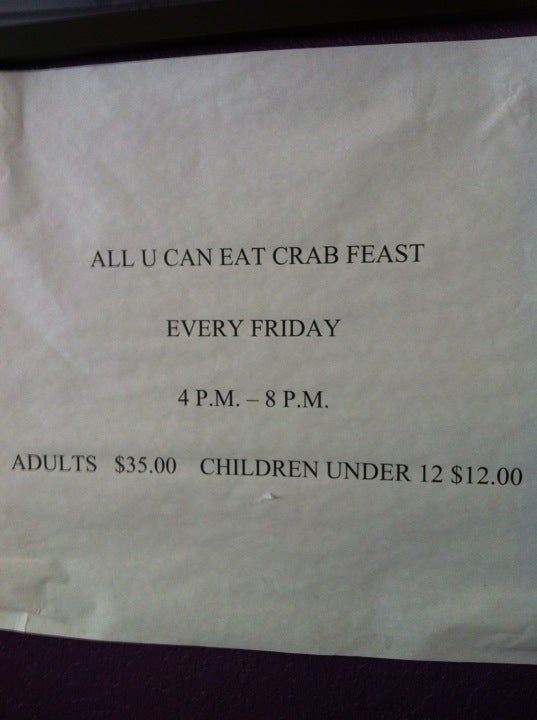 ALL U CAN EAT CRAB FEAST
EVERY FRIDAY
4 P.M. – 8 P.M.
ADULTS $35.00 CHILDREN UNDER 12 $12.00